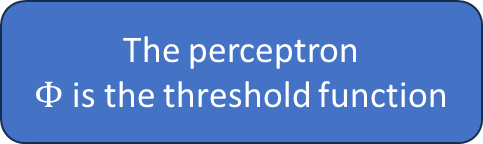 The perceptron
Φ is the threshold function